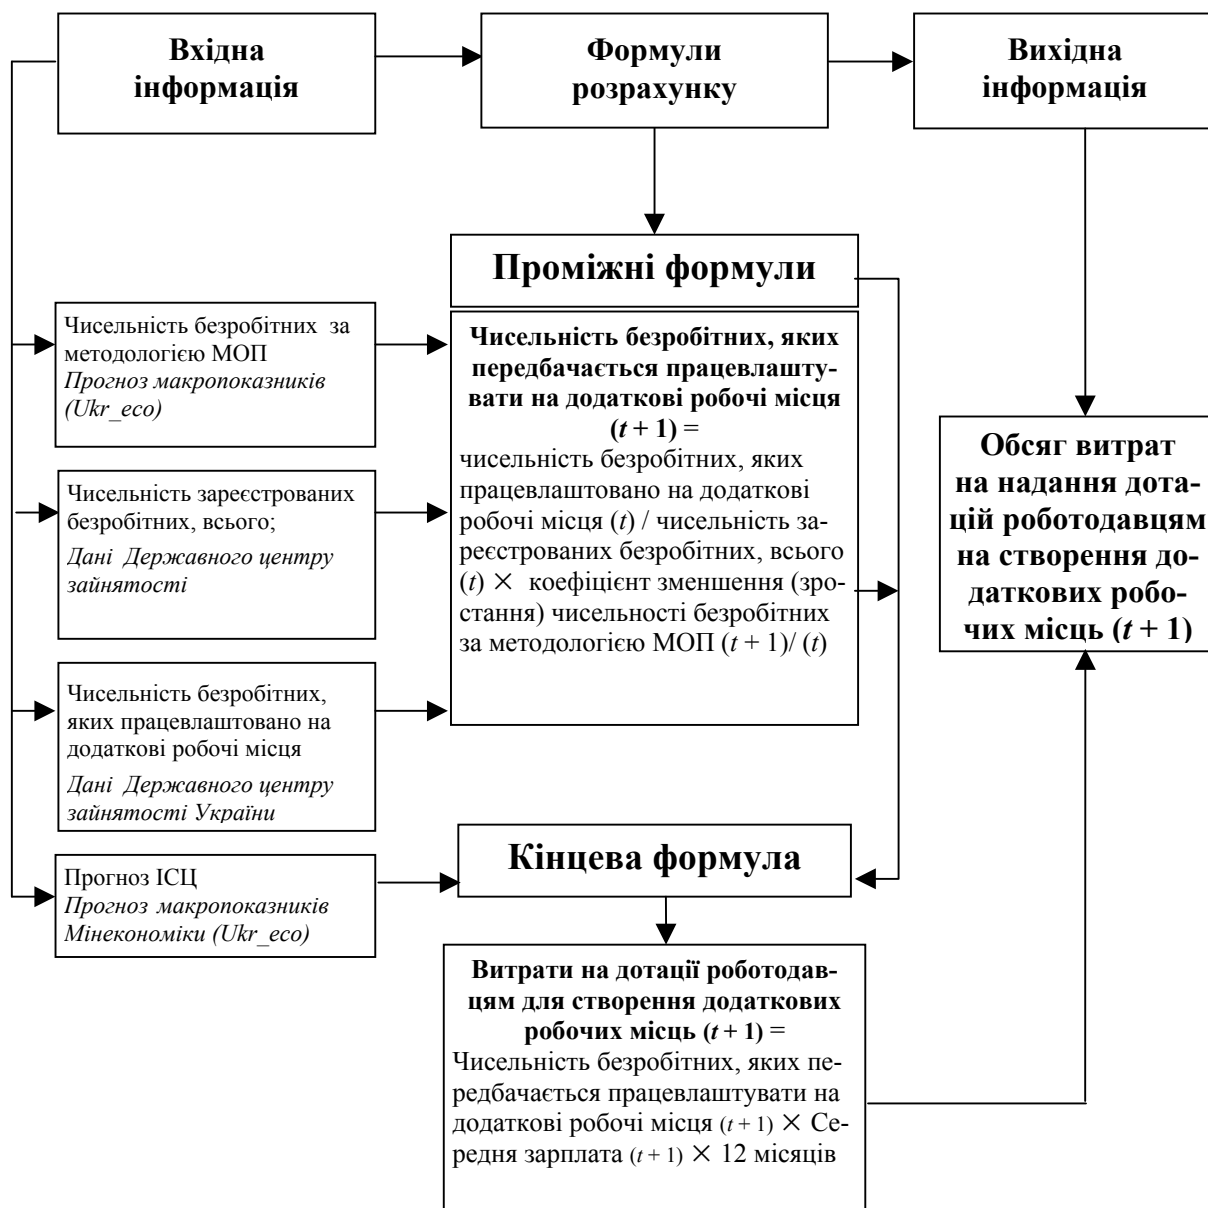 Вхідна
інформація
Формули
розрахунку
Вихідна
інформація
Проміжні формули
Чисельність безробітних за
методологією МОП
Прогноз макропоказників
(Ukr_eco)
Чисельність зареєстрованих
безробітних, всього;
Дані Державного центру
зайнятості
Чисельність безробітних,
яких працевлаштовано на
додаткові робочі місця
Дані Державного центру
зайнятості України
Прогноз ІСЦ
Прогноз макропоказників
Мінекономіки (Ukr_eco)
Чисельність безробітних, яких
передбачається працевлашту-
вати на додаткові робочі місця
(t + 1) =
чисельність безробітних, яких
працевлаштовано на додаткові
робочі місця (t) / чисельність за-
реєстрованих безробітних, всього
(t) × коефіцієнт зменшення (зро-
стання) чисельності безробітних
за методологією МОП (t + 1)/ (t)
Кінцева формула
Витрати на дотації роботодав-
цям для створення додаткових
робочих місць (t + 1) =
Чисельність безробітних, яких пе-
редбачається працевлаштувати на
додаткові робочі місця (t + 1) × Се-
редня зарплата (t + 1) × 12 місяців
Обсяг витрат
на надання дота-
цій роботодавцям
на створення до-
даткових робо-
чих місць (t + 1)